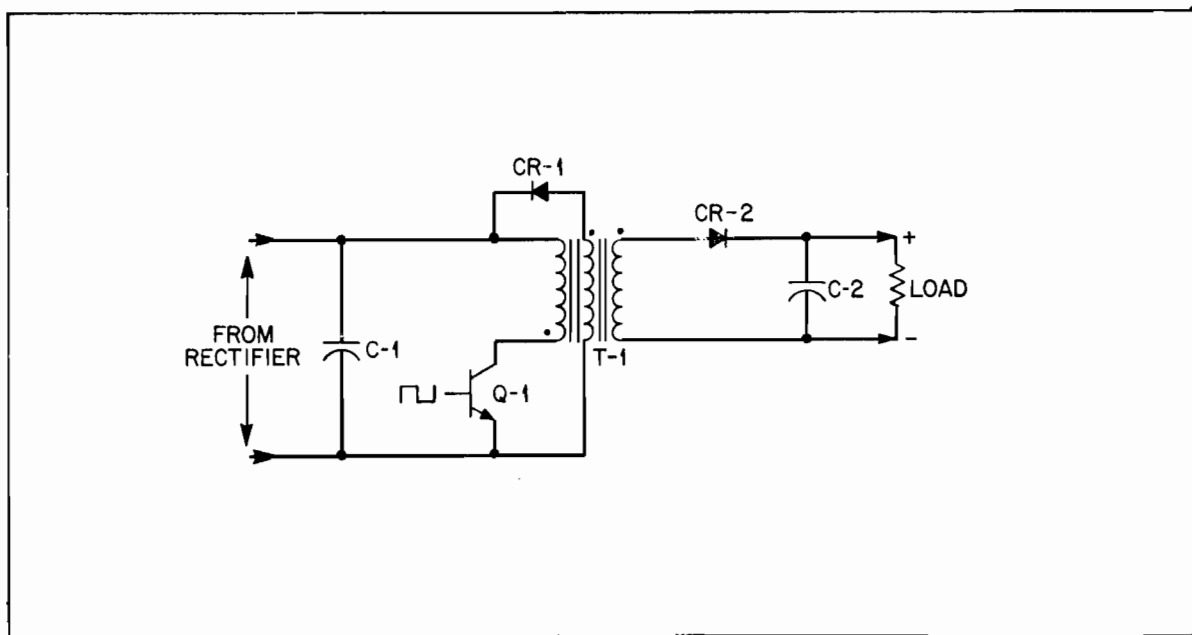 CR-1
CR-2
+
C-2
LOAD
FROM
RECTIFIER
C-1
T-1
-
Q-1